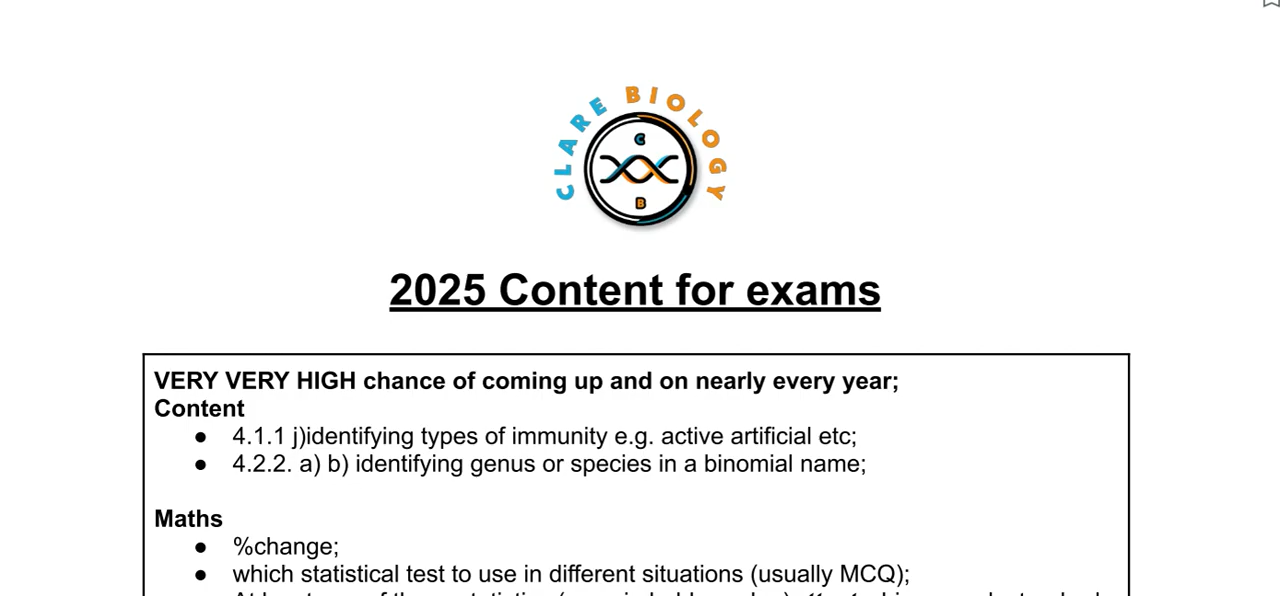 CLARE BIOLOGY
C
B
2025 Content for exams
VERY VERY HIGH chance of coming up and on nearly every year;
Content
● 4.1.1 j)identifying types of immunity e.g. active artificial etc;
● 4.2.2. a) b) identifying genus or species in a binomial name;
Maths
● %change;
● which statistical test to use in different situations (usually MCQ);